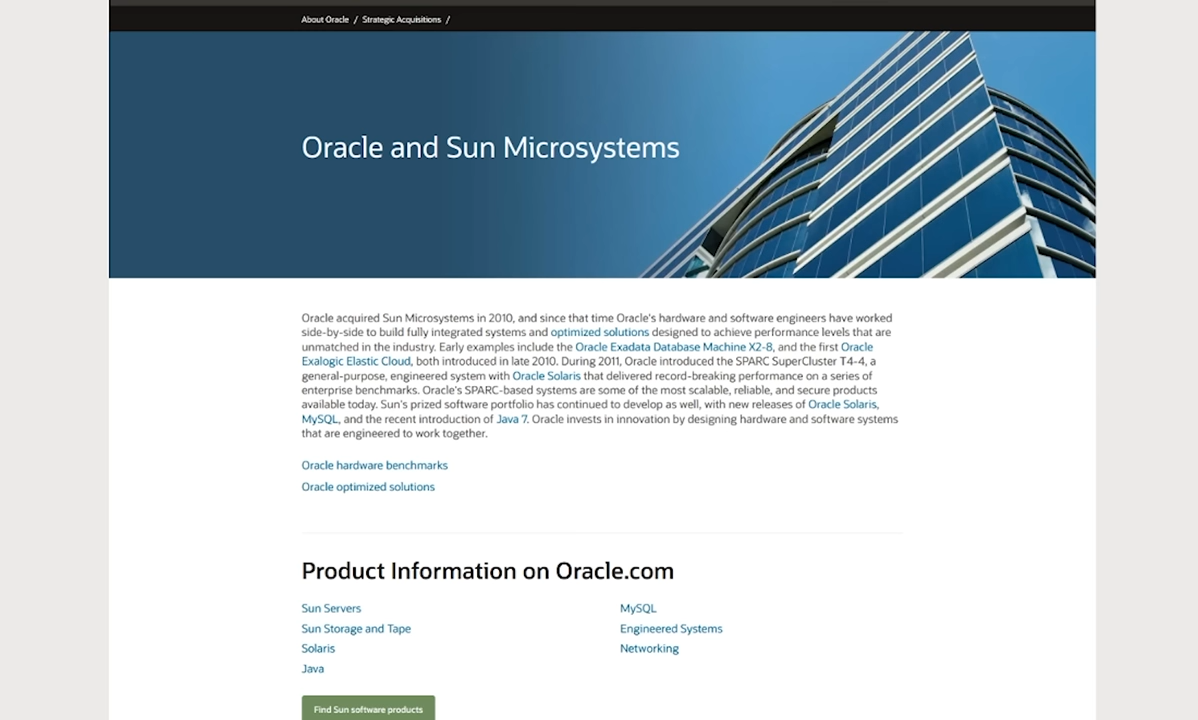 About Oracle / Strategic Acquisitions /
Oracle and Sun Microsystems
Oracle acquired Sun Microsystems in 2010, and since that time Oracle's hardware and software engineers have worked
side-by-side to build fully integrated systems and optimized solutions designed to achieve performance levels that are
unmatched in the industry. Early examples include the Oracle Exadata Database Machine X2-8, and the first Oracle
Exalogic Elastic Cloud, both introduced in late 2010. During 2011, Oracle introduced the SPARC SuperCluster T4-4, a
general-purpose, engineered system with Oracle Solaris that delivered record-breaking performance on a series of
enterprise benchmarks. Oracle's SPARC-based systems are some of the most scalable, reliable, and secure products
available today. Sun's prized software portfolio has continued to develop as well, with new releases of Oracle Solaris,
MySQL, and the recent introduction of Java 7. Oracle invests in innovation by designing hardware and software systems
that are engineered to work together.
Oracle hardware benchmarks
Oracle optimized solutions
Product Information on Oracle.com
Sun Servers
Sun Storage and Tape
Solaris
Java
MySQL
Engineered Systems
Networking
Find Sun software products